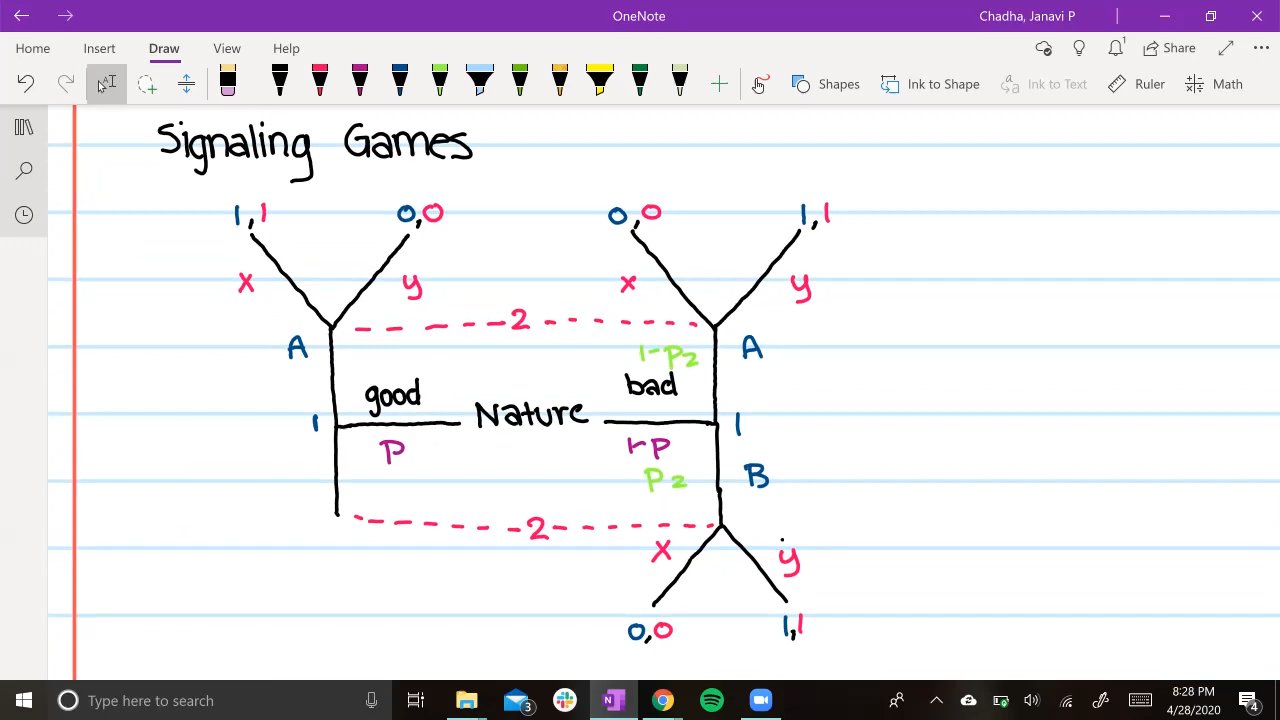 OneNote
Chadha, Janavi P
Home Insert Draw View Help
Share
Shapes Ink to Shape Ink to Text Ruler Math
Signaling Games
1,1 0,0 0,0 1,1
x y x y
2
A 1-P2 A
good bad
1 Nature 1
P 1-P
P2 B
2
x y
0,0 1,1
Type here to search
3
8:28 PM
4/28/2020
4